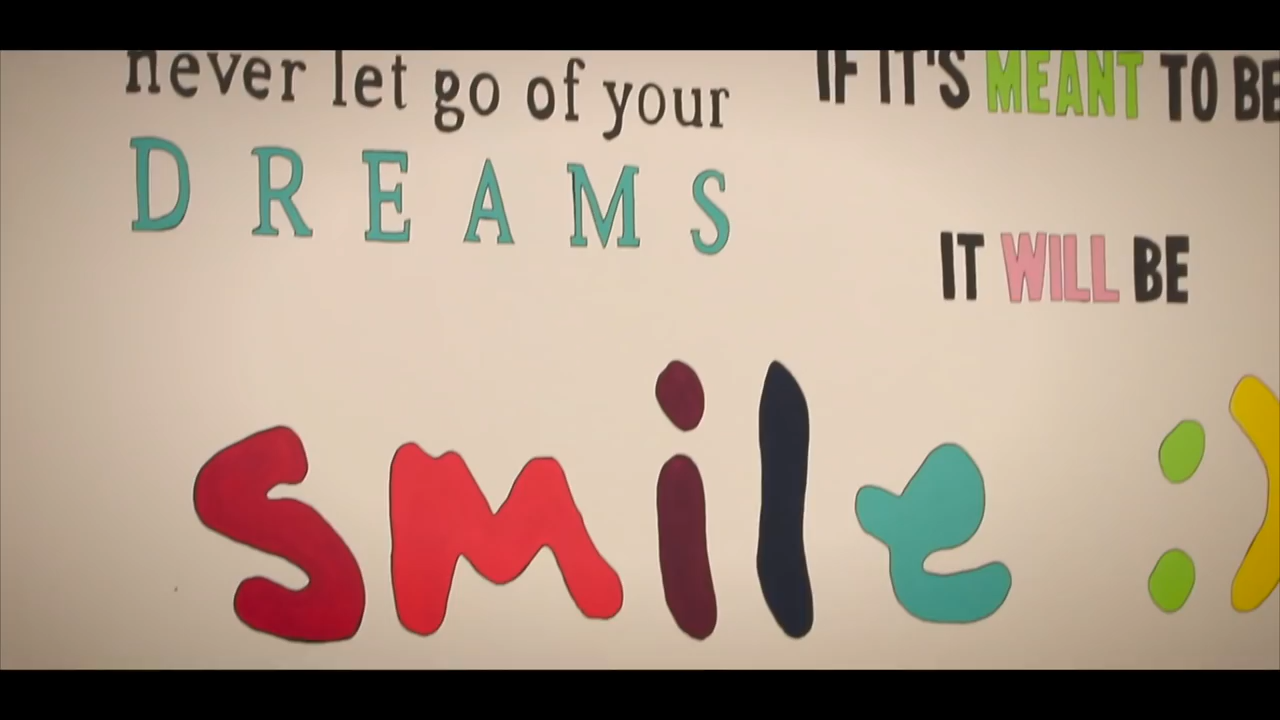 never let go of your
DREAMS
IF IT'S MEANT TO BE
IT WILL BE
smile :)